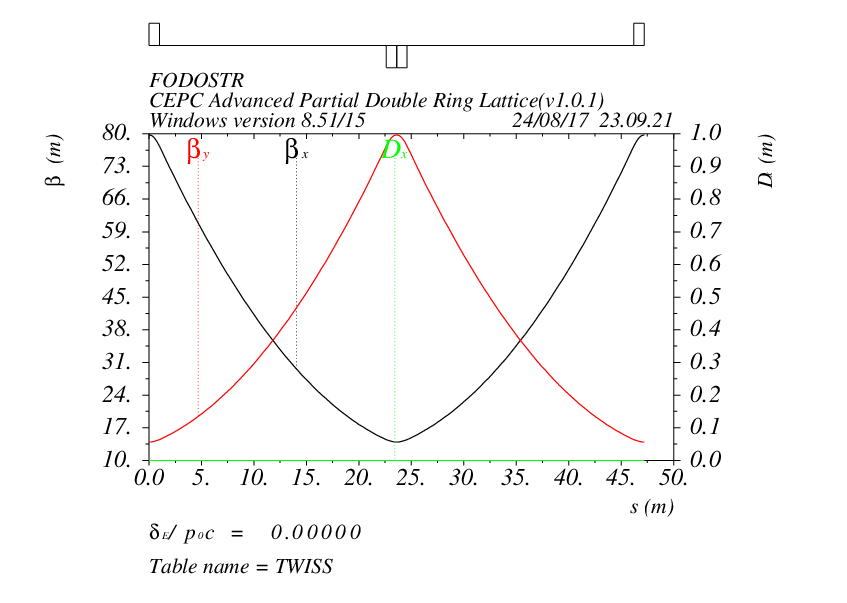 FODOSTR
CEPC Advanced Partial Double Ring Lattice(v1.0.1)
Windows version 8.51/15 24/08/17 23.09.21
β (m)
80.
73.
66.
59.
52.
45.
38.
31.
24.
17.
10.
βy
βx
Dx
1.0
0.9
0.8
0.7
0.6
0.5
0.4
0.3
0.2
0.1
0.0
D (m)
0.0 5. 10. 15. 20. 25. 30. 35. 40. 45. 50.
s (m)
δE/ p0c = 0.00000
Table name = TWISS